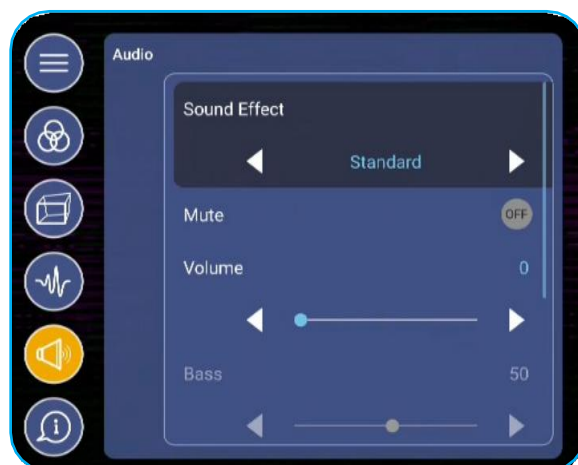 Audio
Sound Effect
Standard
Mute OFF
Volume 0
Bass 50